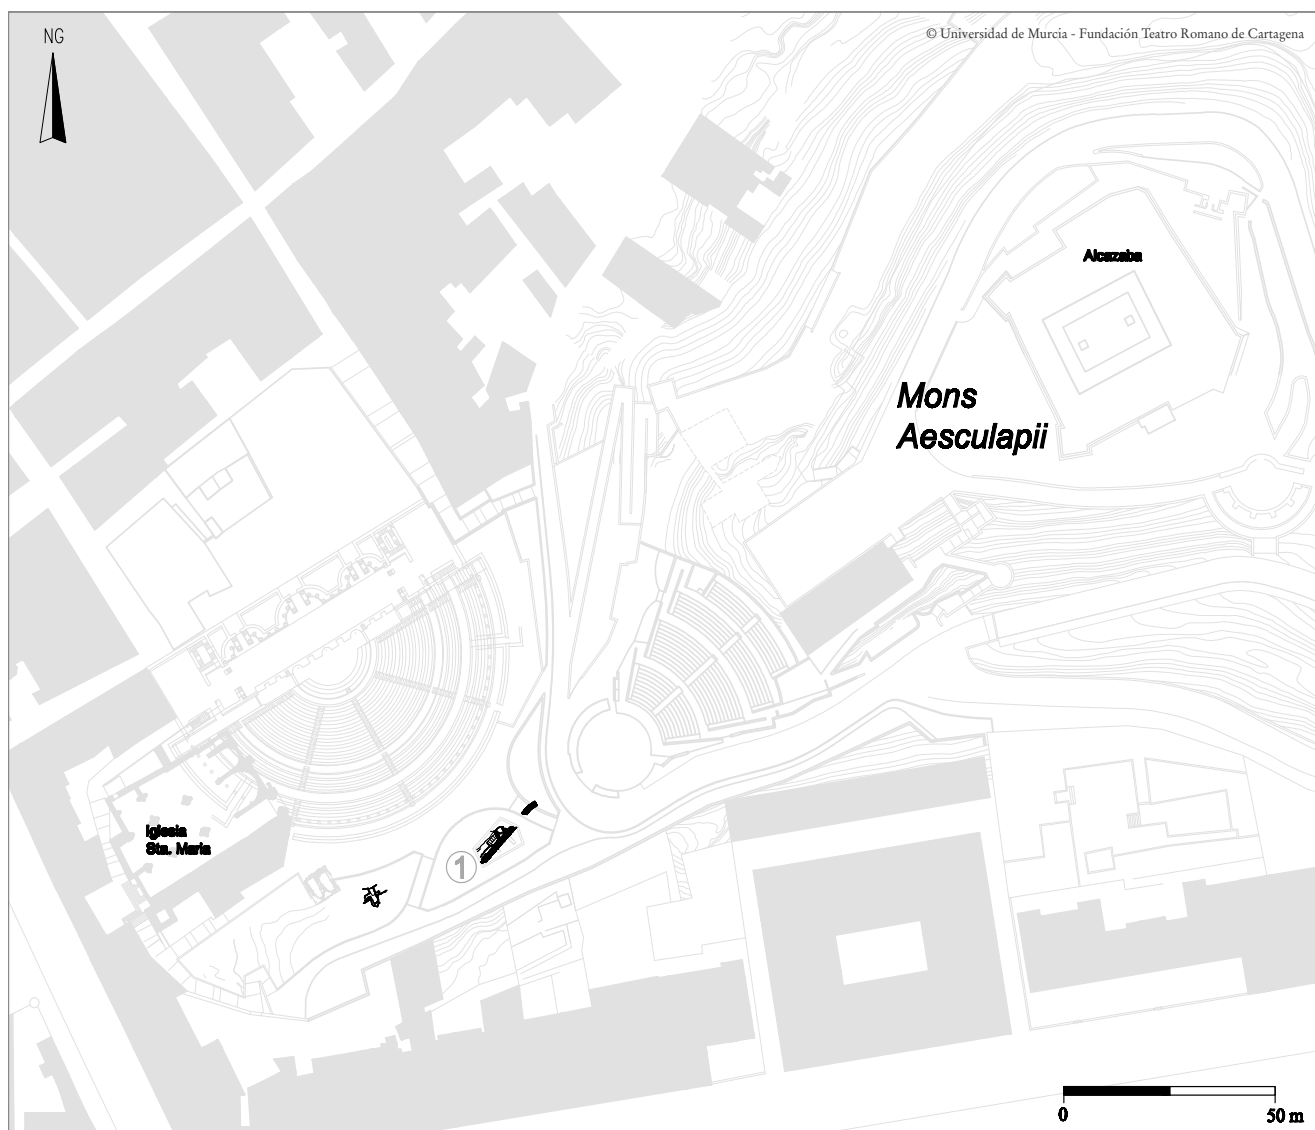 NG
© Universidad de Murcia - Fundación Teatro Romano de Cartagena
Alcazaba
Mons
Aesculapii
Iglesia
Sta. Maria
1
0
50 m